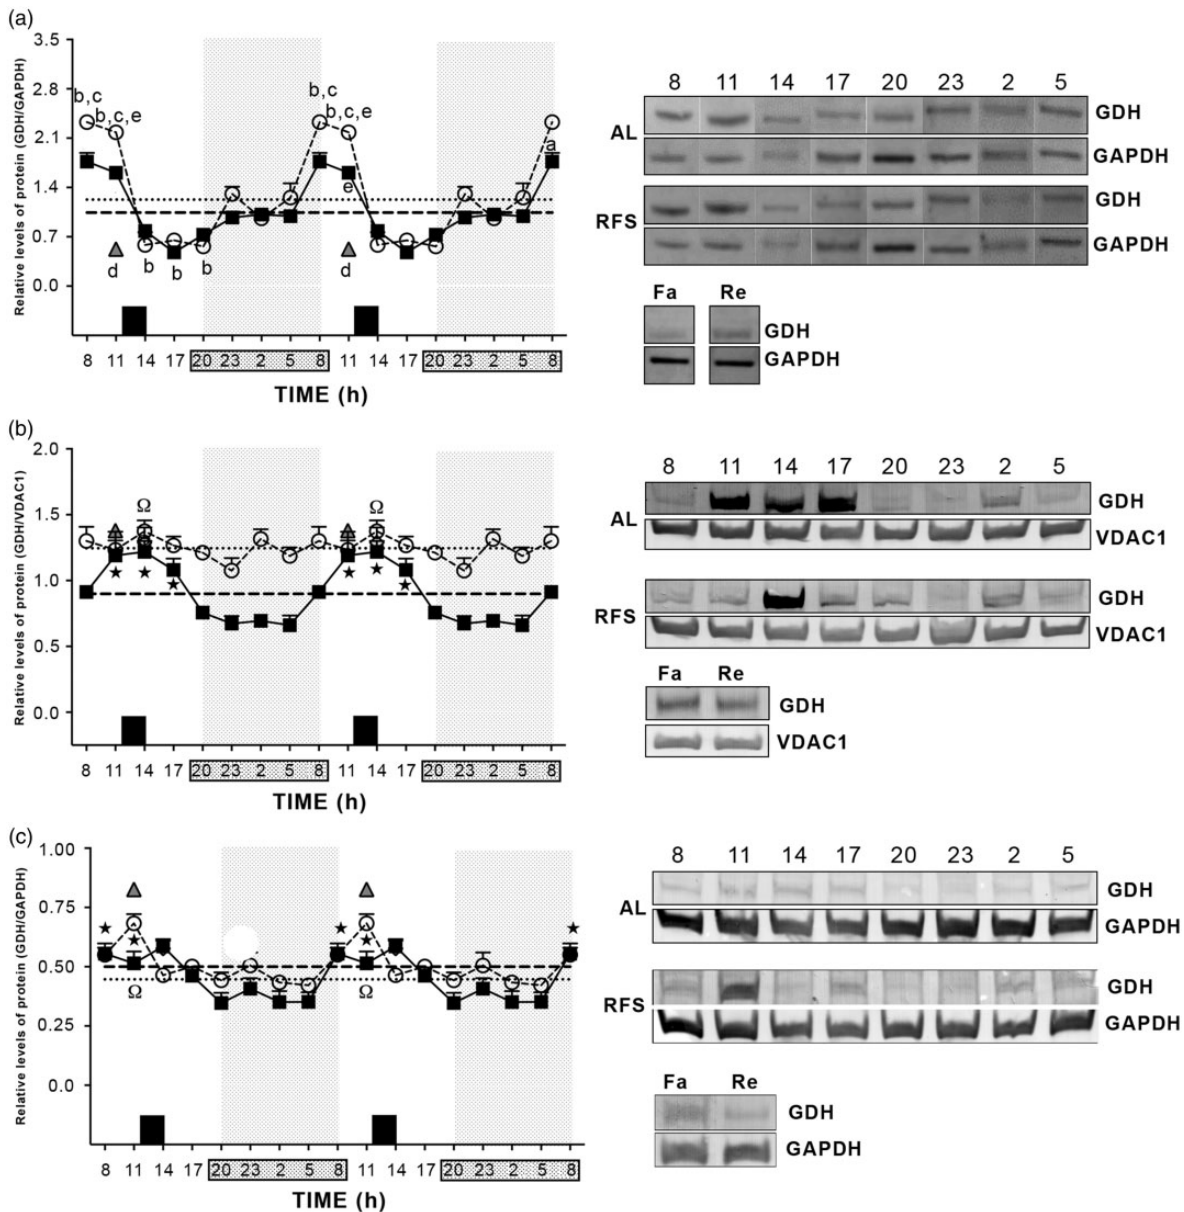 (a)
Relative levels of protein (GDH/GAPDH)
3.5
2.8
2.1
1.4
0.7
0.0
b,c
b,c,e
b,c
b,c,e
a
e
d
b
b
b
d
8 11 14 17 20 23 2 5 8 11 14 17 20 23 2 5 8
TIME (h)
8 11 14 17 20 23 2 5
AL
GDH
GAPDH
RFS
GDH
GAPDH
Fa Re
GDH
GAPDH
(b)
Relative levels of protein (GDH/VDAC1)
2.0
1.5
1.0
0.5
0.0
Ω
Ω
8 11 14 17 20 23 2 5 8 11 14 17 20 23 2 5 8
TIME (h)
8 11 14 17 20 23 2 5
AL
GDH
VDAC1
RFS
GDH
VDAC1
Fa Re
GDH
VDAC1
(c)
Relative levels of protein (GDH/GAPDH)
1.00
0.75
0.50
0.25
0.0
Ω
Ω
8 11 14 17 20 23 2 5 8 11 14 17 20 23 2 5 8
TIME (h)
8 11 14 17 20 23 2 5
AL
GDH
GAPDH
RFS
GDH
GAPDH
Fa Re
GDH
GAPDH